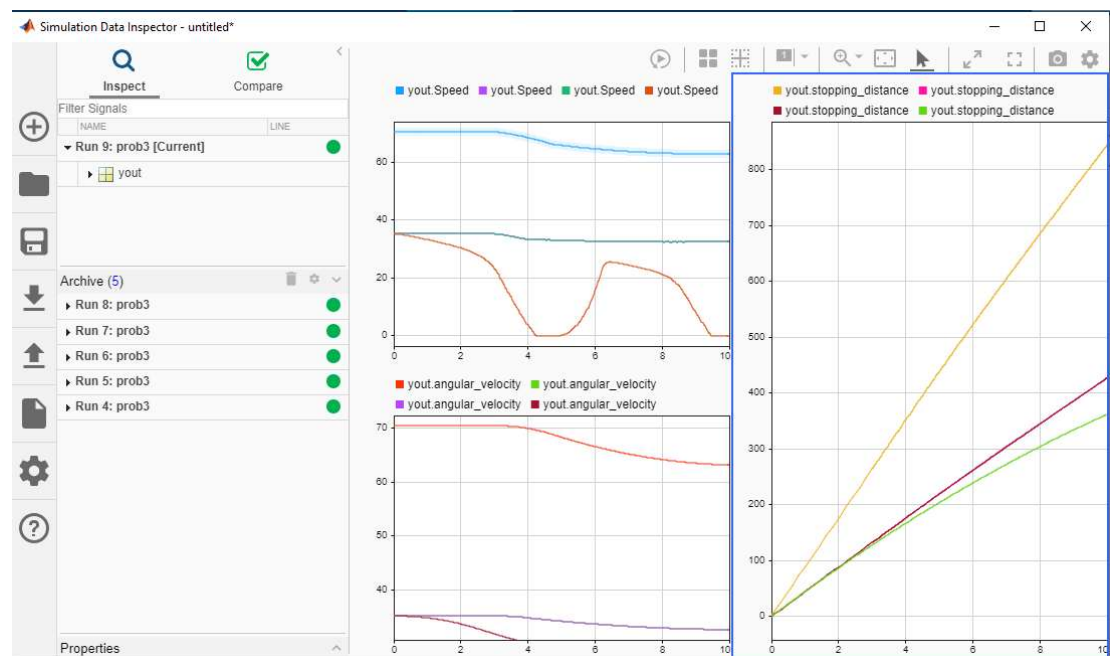 Simulation Data Inspector - untitled*
Inspect
Compare
Filter Signals
NAME LINE
Run 9: prob3 [Current]
yout
Archive (5)
Run 8: prob3
Run 7: prob3
Run 6: prob3
Run 5: prob3
Run 4: prob3
Properties
1
yout.Speed yout.Speed yout.Speed yout.Speed
60
40
20
0
0 2 4 6 8 10
yout.angular_velocity yout.angular_velocity
yout.angular_velocity yout.angular_velocity
70
60
50
40
0 2 4 6 8 10
yout.stopping_distance yout.stopping_distance
yout.stopping_distance yout.stopping_distance
800
700
600
500
400
300
200
100
0
0 2 4 6 8 10